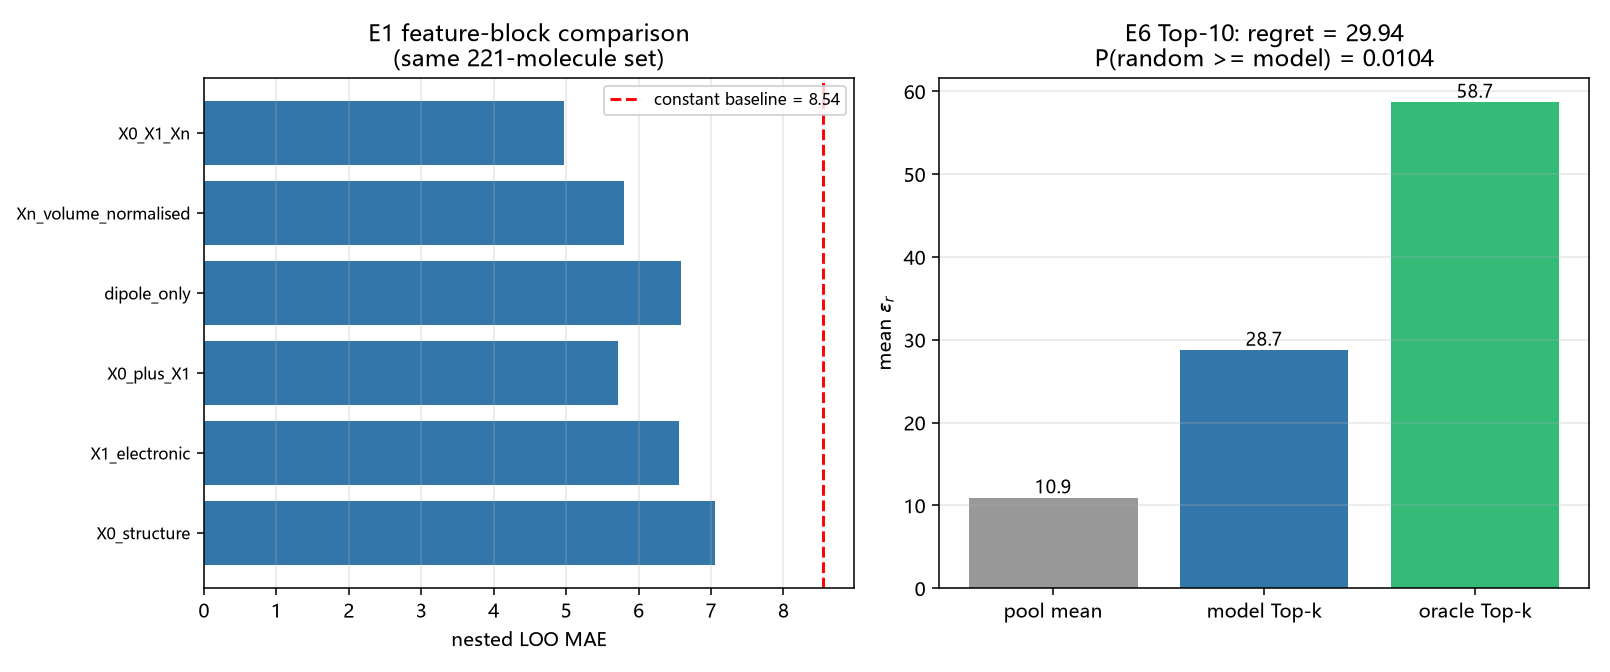 E1 feature-block comparison
(same 221-molecule set)
constant baseline = 8.54
X0_X1_Xn
Xn_volume_normalised
dipole_only
X0_plus_X1
X1_electronic
X0_structure
0 1 2 3 4 5 6 7 8
nested LOO MAE
E6 Top-10: regret = 29.94
P(random >= model) = 0.0104
mean εr
60
50
40
30
20
10
0
10.9
28.7
58.7
pool mean
model Top-k
oracle Top-k